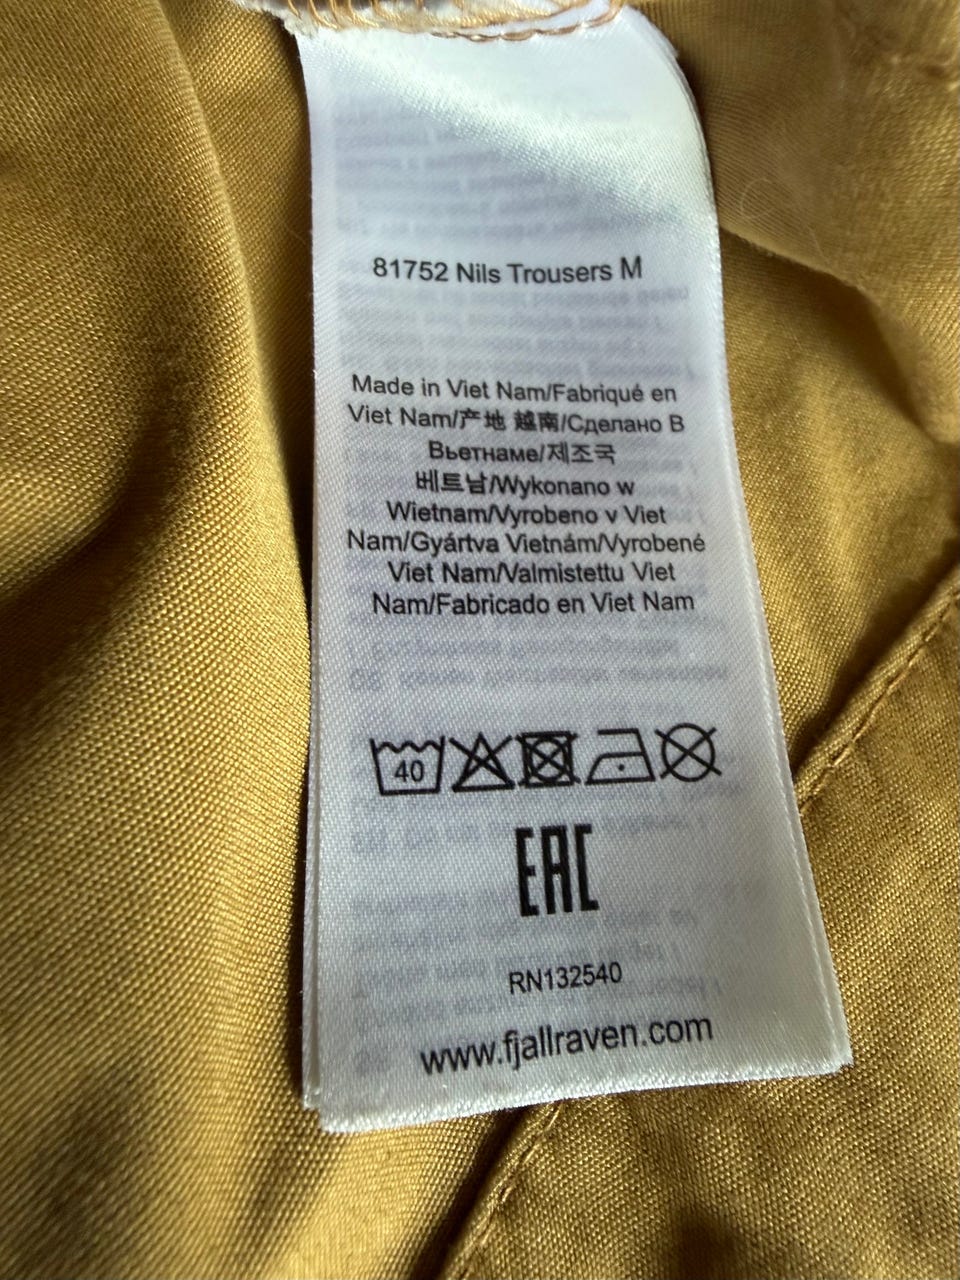 81752 Nils Trousers M
Made in Viet Nam/Fabriqué en
Viet Nam/产地 越南/Сделано В
Вьетнаме/제조국
베트남/Wykonano w
Wietnam/Vyrobeno v Viet
Nam/Gyártva Vietnám/Vyrobené
Viet Nam/Valmistettu Viet
Nam/Fabricado en Viet Nam
40
EAC
RN132540
www.fjallraven.com